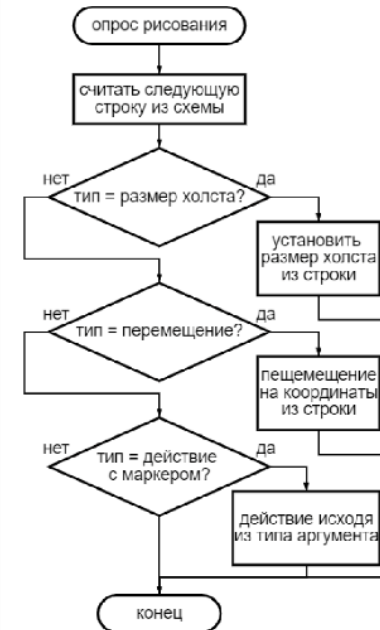 опрос рисования
считать следующую
строку из схемы
нет
да
тип = размер холста?
установить
размер холста
из строки
нет
да
тип = перемещение?
пещемещение
на координаты
из строки
нет
да
тип = действие
с маркером?
действие исходя
из типа аргумента
конец